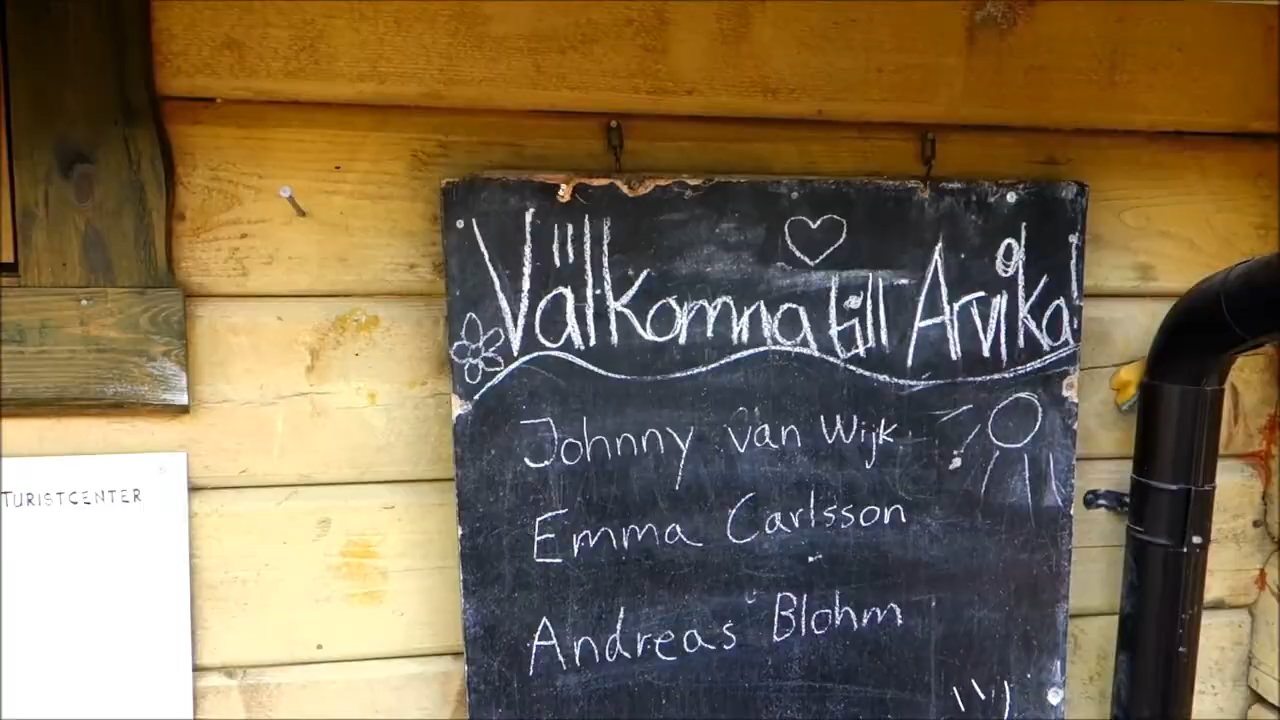 Välkomna till Arvika!
Johnny van Wijk
Emma Carlsson
Andreas Blohm
TURISTCENTER